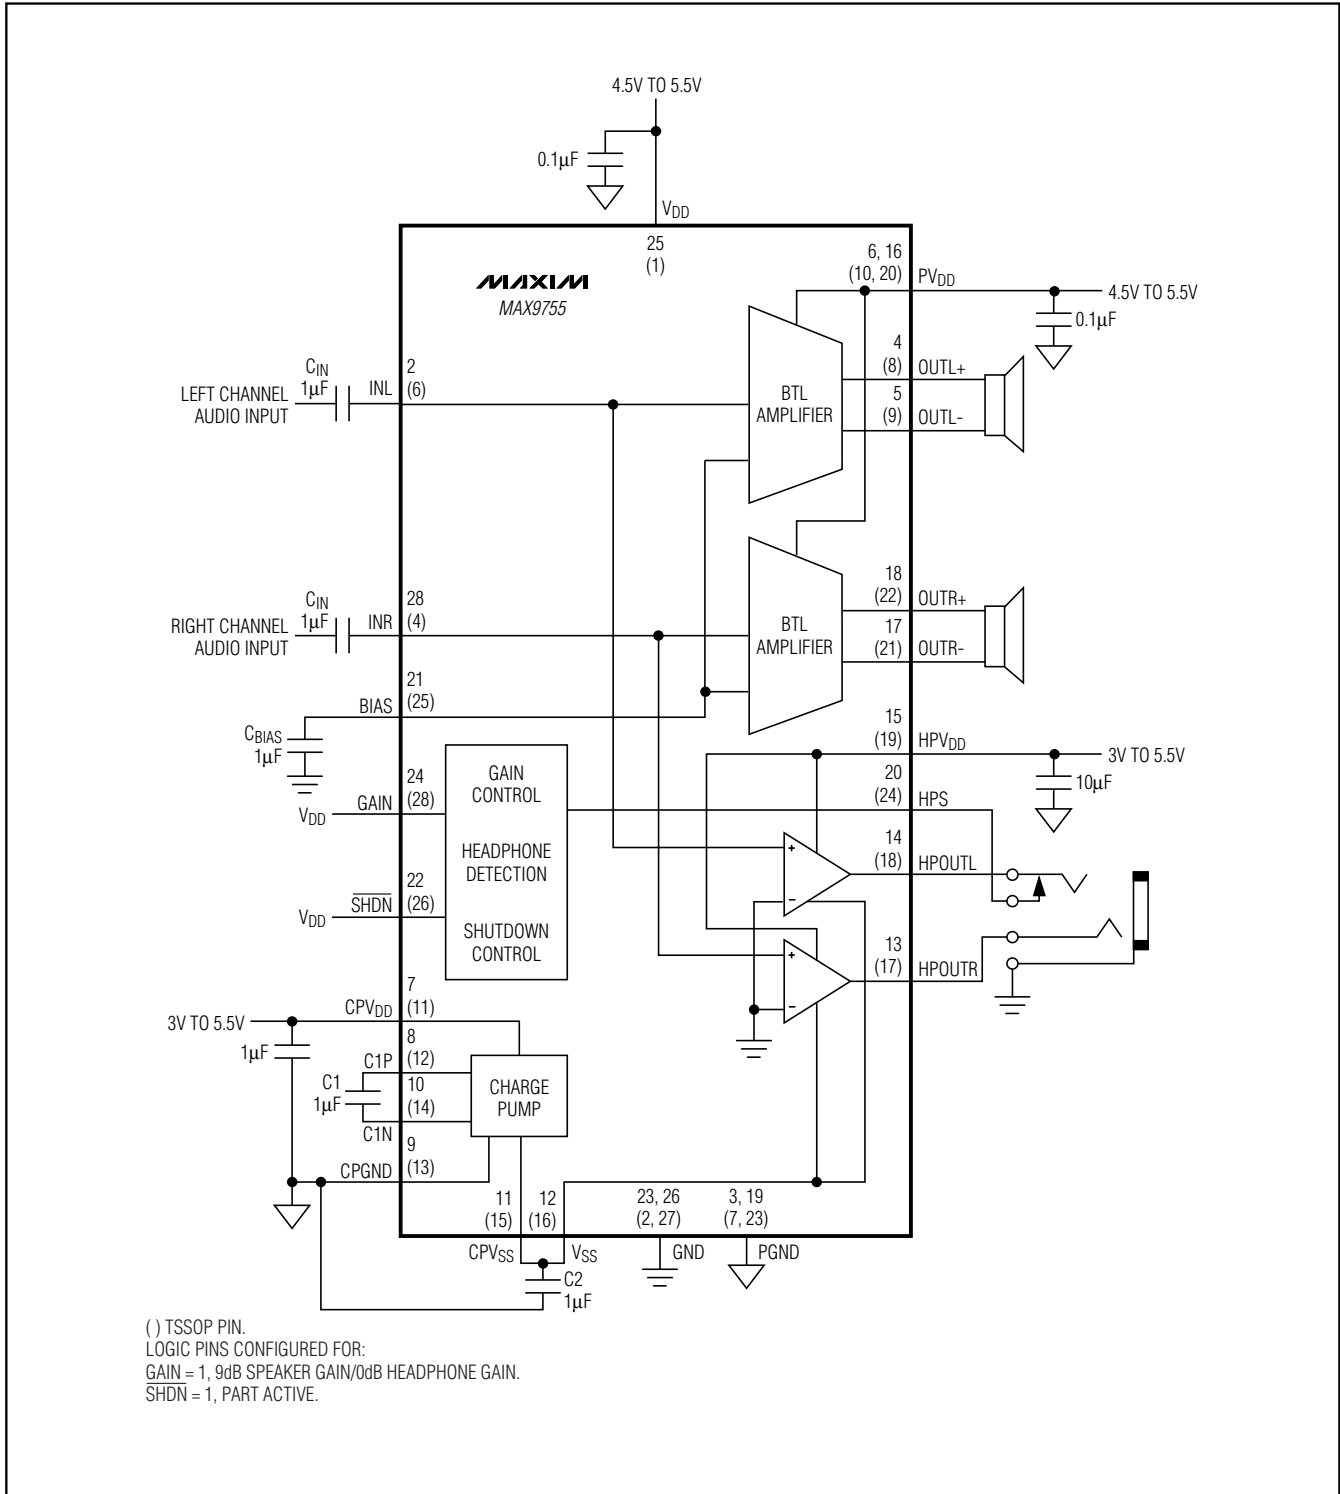 4.5V TO 5.5V
0.1μF
VDD
25
(1)
MAXIM
MAX9755
6, 16
(10, 20)
PVDD
4.5V TO 5.5V
0.1μF
CIN
1μF
LEFT CHANNEL
AUDIO INPUT
INL
2
(6)
BTL
AMPLIFIER
4
(8)
OUTL+
5
(9)
OUTL-
CIN
1μF
RIGHT CHANNEL
AUDIO INPUT
INR
28
(4)
BTL
AMPLIFIER
18
(22)
OUTR+
17
(21)
OUTR-
BIAS
21
(25)
CBIAS
1μF
15
(19)
HPVDD
3V TO 5.5V
10μF
VDD
GAIN
24
(28)
GAIN
CONTROL
HEADPHONE
DETECTION
SHUTDOWN
CONTROL
20
(24)
HPS
VDD
SHDN
22
(26)
+
-
14
(18)
HPOUTL
+
-
13
(17)
HPOUTR
3V TO 5.5V
1μF
CPVDD
7
(11)
C1P
8
(12)
C1
1μF
10
(14)
C1N
CHARGE
PUMP
CPGND
9
(13)
11
(15)
12
(16)
23, 26
(2, 27)
3, 19
(7, 23)
CPVSS
VSS
GND
PGND
C2
1μF
( ) TSSOP PIN.
LOGIC PINS CONFIGURED FOR:
GAIN = 1, 9dB SPEAKER GAIN/0dB HEADPHONE GAIN.
SHDN = 1, PART ACTIVE.